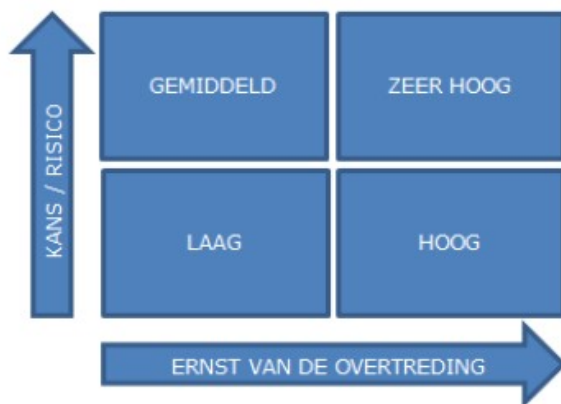 GEMIDDELD
ZEER HOOG
KANS / RISICO
LAAG
HOOG
ERNST VAN DE OVERTREDING